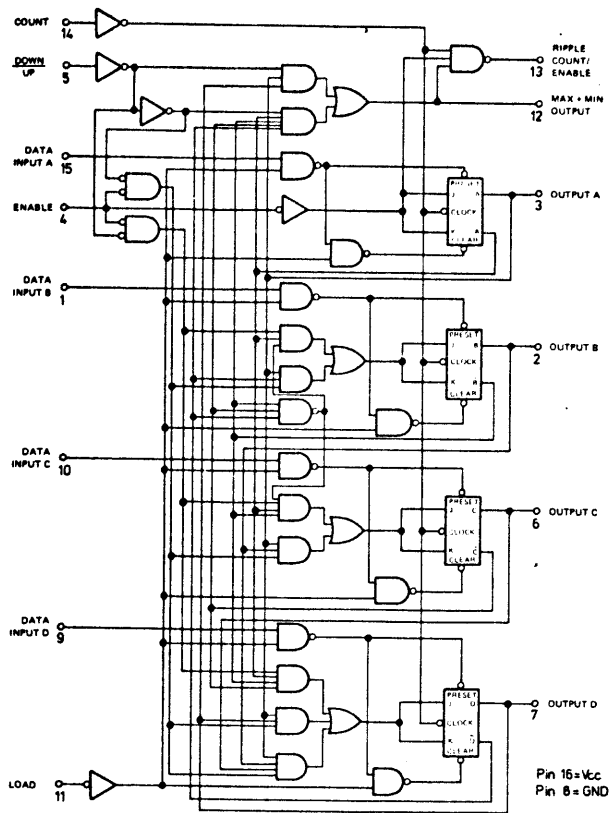 COUNT
14
DOWN/
UP
5
DATA
INPUT A
15
ENABLE
4
DATA
INPUT B
1
DATA
INPUT C
10
DATA
INPUT D
9
LOAD
11
RIPPLE
COUNT/
ENABLE
13
MAX + MIN
OUTPUT
12
PRESET
J A
CLOCK
K A
CLEAR
OUTPUT A
3
PRESET
J B
CLOCK
K B
CLEAR
OUTPUT B
2
PRESET
J C
CLOCK
K C
CLEAR
OUTPUT C
6
PRESET
J D
CLOCK
K D
CLEAR
OUTPUT D
7
Pin 16=Vcc
Pin 8=GND